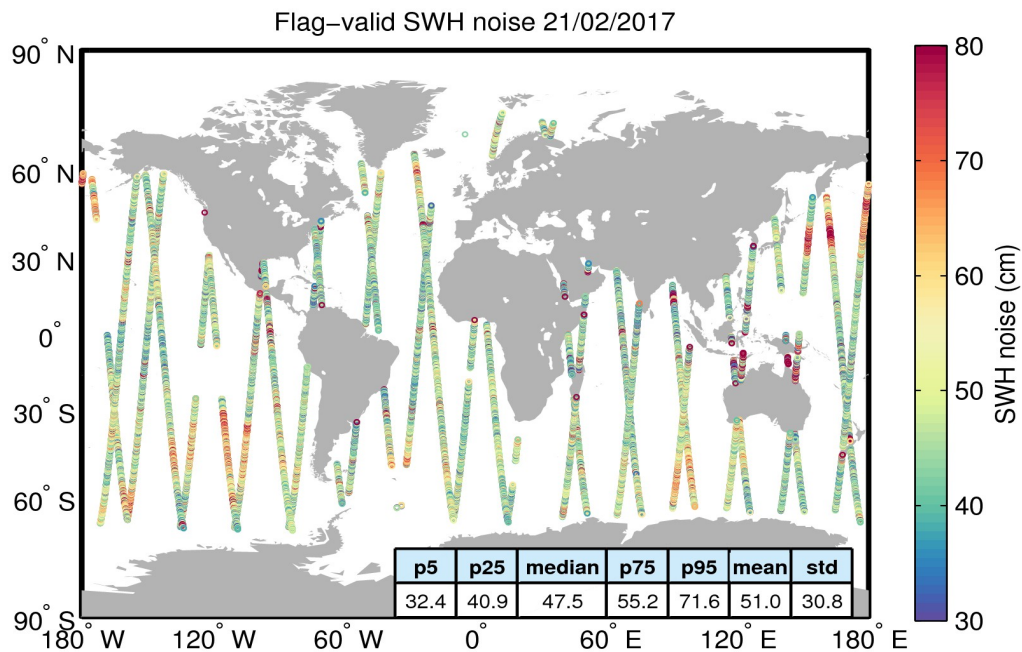 Flag−valid SWH noise 21/02/2017
90° N
60° N
30° N
0°
30° S
60° S
90° S
180° W
120° W
60° W
0°
60° E
120° E
180° E
80
70
60
50
40
30
SWH noise (cm)
p5 p25 median p75 p95 mean std
32.4 40.9 47.5 55.2 71.6 51.0 30.8